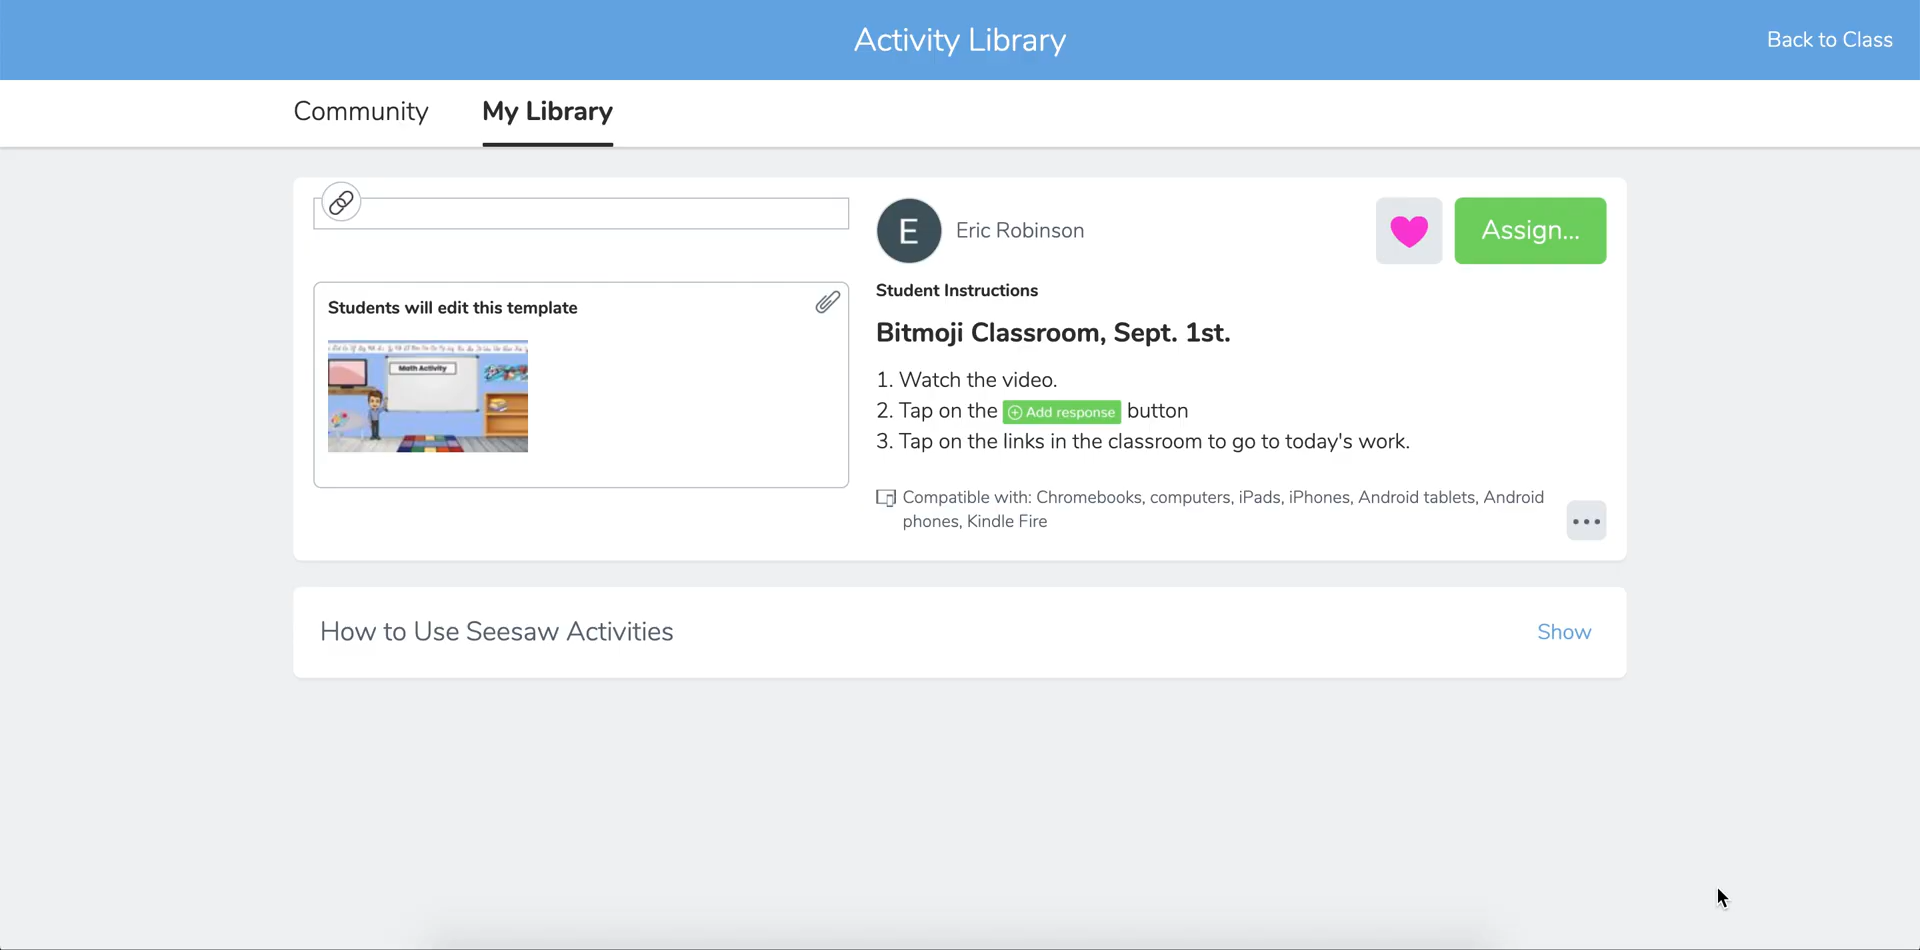 Activity Library
Back to Class
Community
My Library
E
Eric Robinson
Assign...
Student Instructions
Students will edit this template
Math Activity
Bitmoji Classroom, Sept. 1st.
1. Watch the video.
2. Tap on the Add response button
3. Tap on the links in the classroom to go to today's work.
Compatible with: Chromebooks, computers, iPads, iPhones, Android tablets, Android
phones, Kindle Fire
How to Use Seesaw Activities
Show